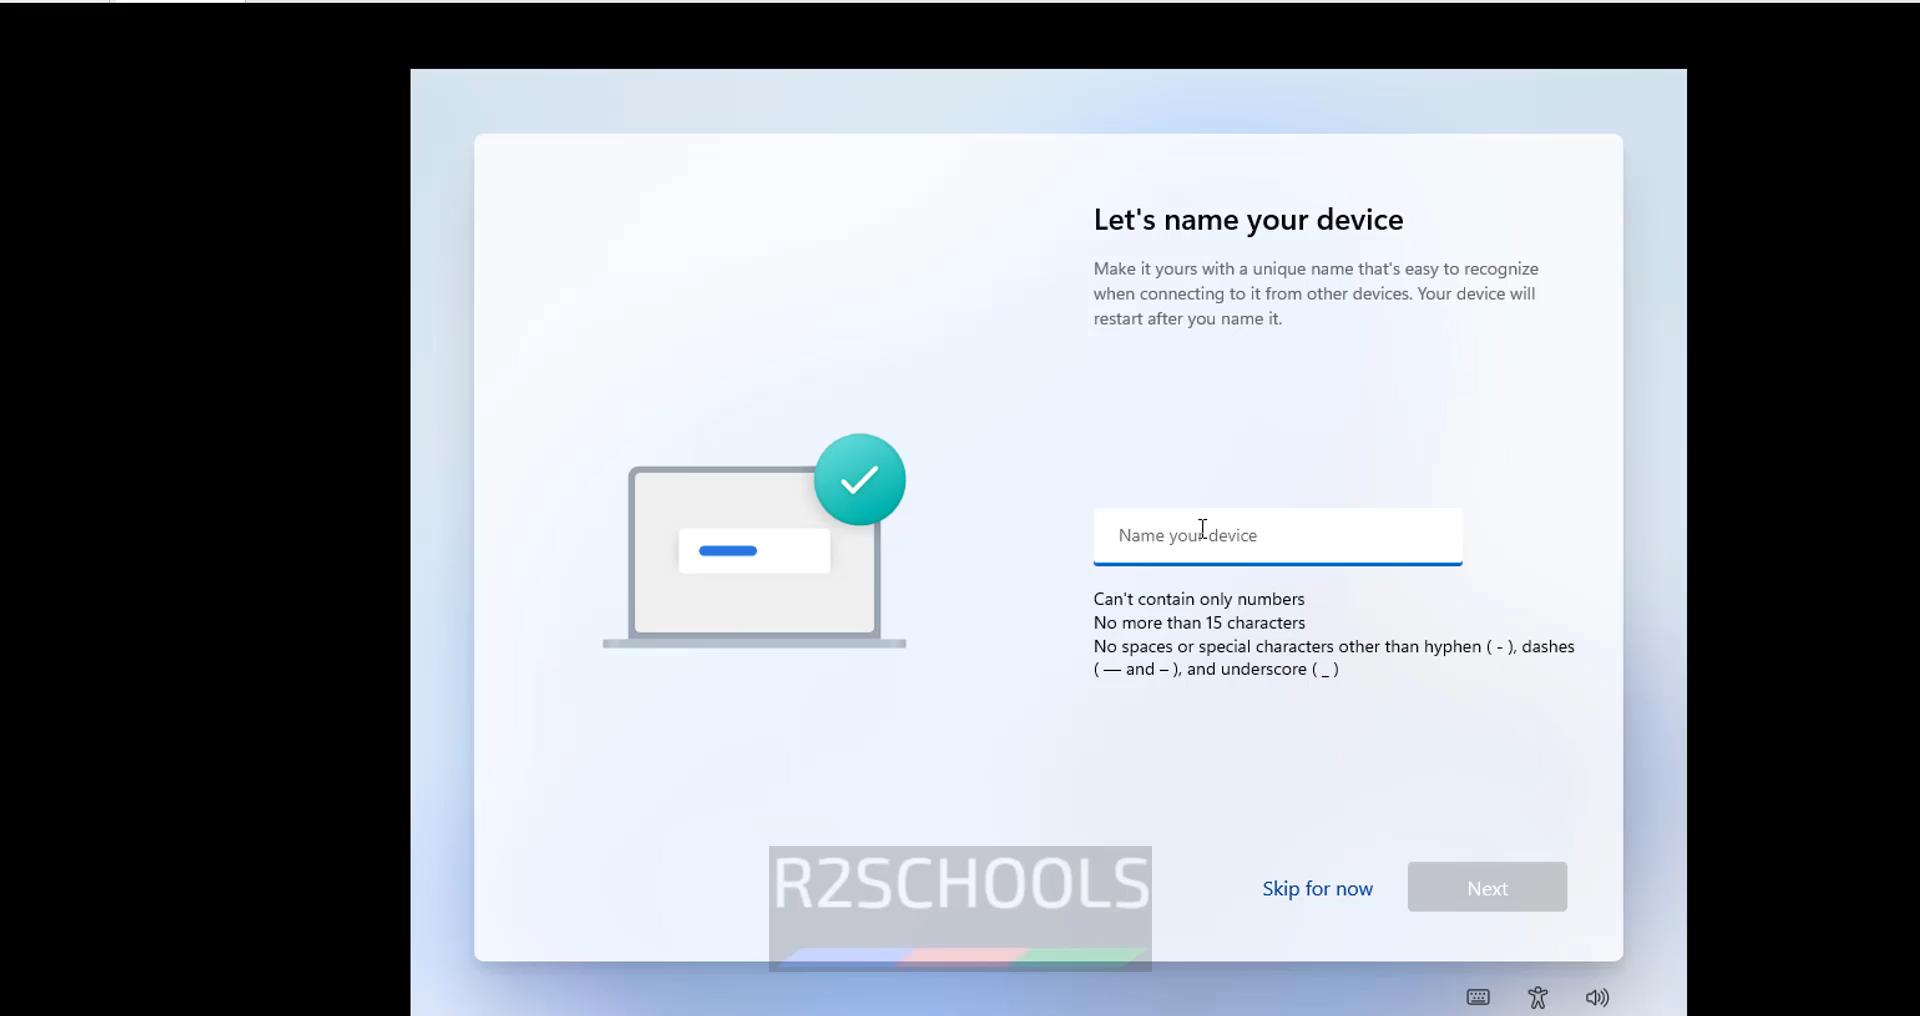 Let's name your device
Make it yours with a unique name that's easy to recognize
when connecting to it from other devices. Your device will
restart after you name it.
Name your device
Can't contain only numbers
No more than 15 characters
No spaces or special characters other than hyphen ( - ), dashes
( — and – ), and underscore ( _ )
R2SCHOOLS
Skip for now
Next